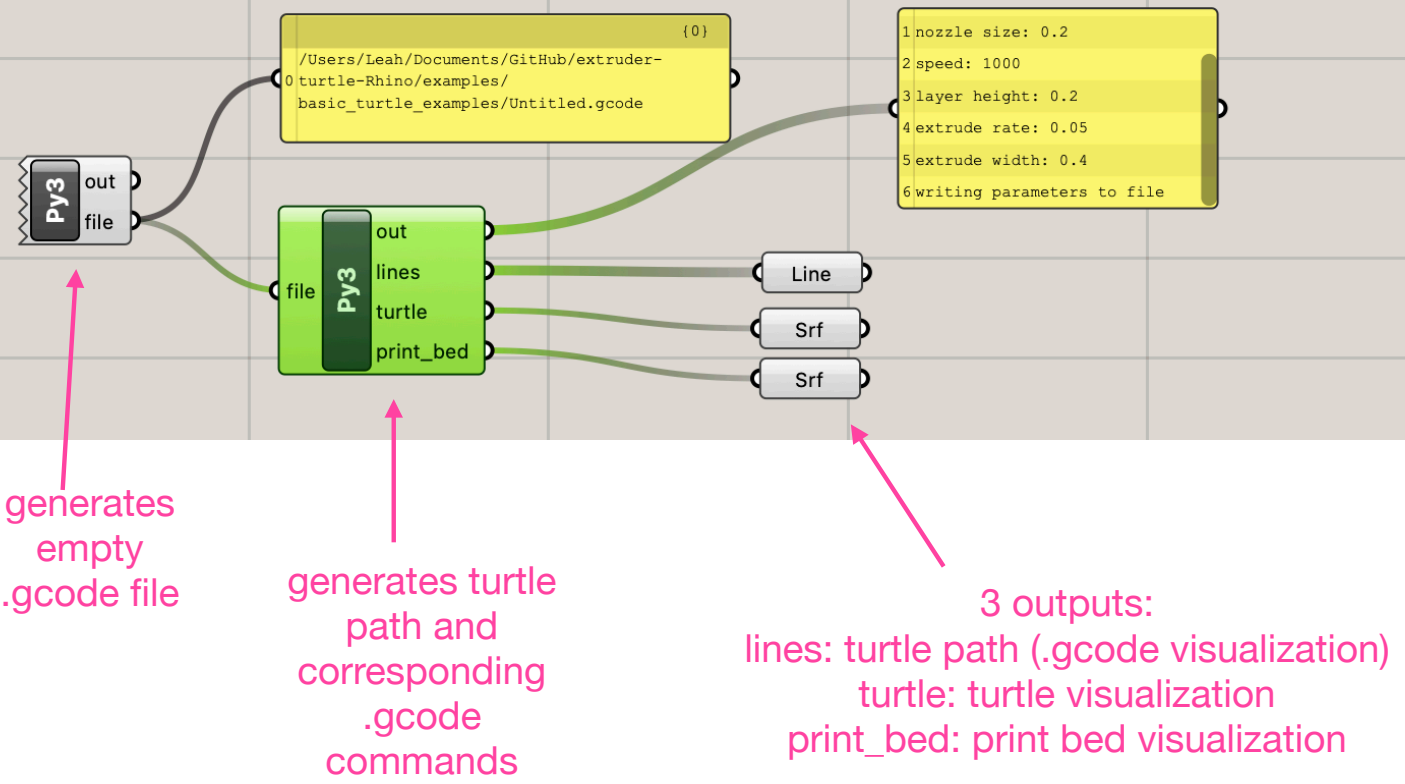 {0}
0 /Users/Leah/Documents/GitHub/extruder-
turtle-Rhino/examples/
basic_turtle_examples/Untitled.gcode
1 nozzle size: 0.2
2 speed: 1000
3 layer height: 0.2
4 extrude rate: 0.05
5 extrude width: 0.4
6 writing parameters to file
Py3
out
file
file
Py3
out
lines
turtle
print_bed
Line
Srf
Srf
generates
empty
.gcode file
generates turtle
path and
corresponding
.gcode
commands
3 outputs:
lines: turtle path (.gcode visualization)
turtle: turtle visualization
print_bed: print bed visualization